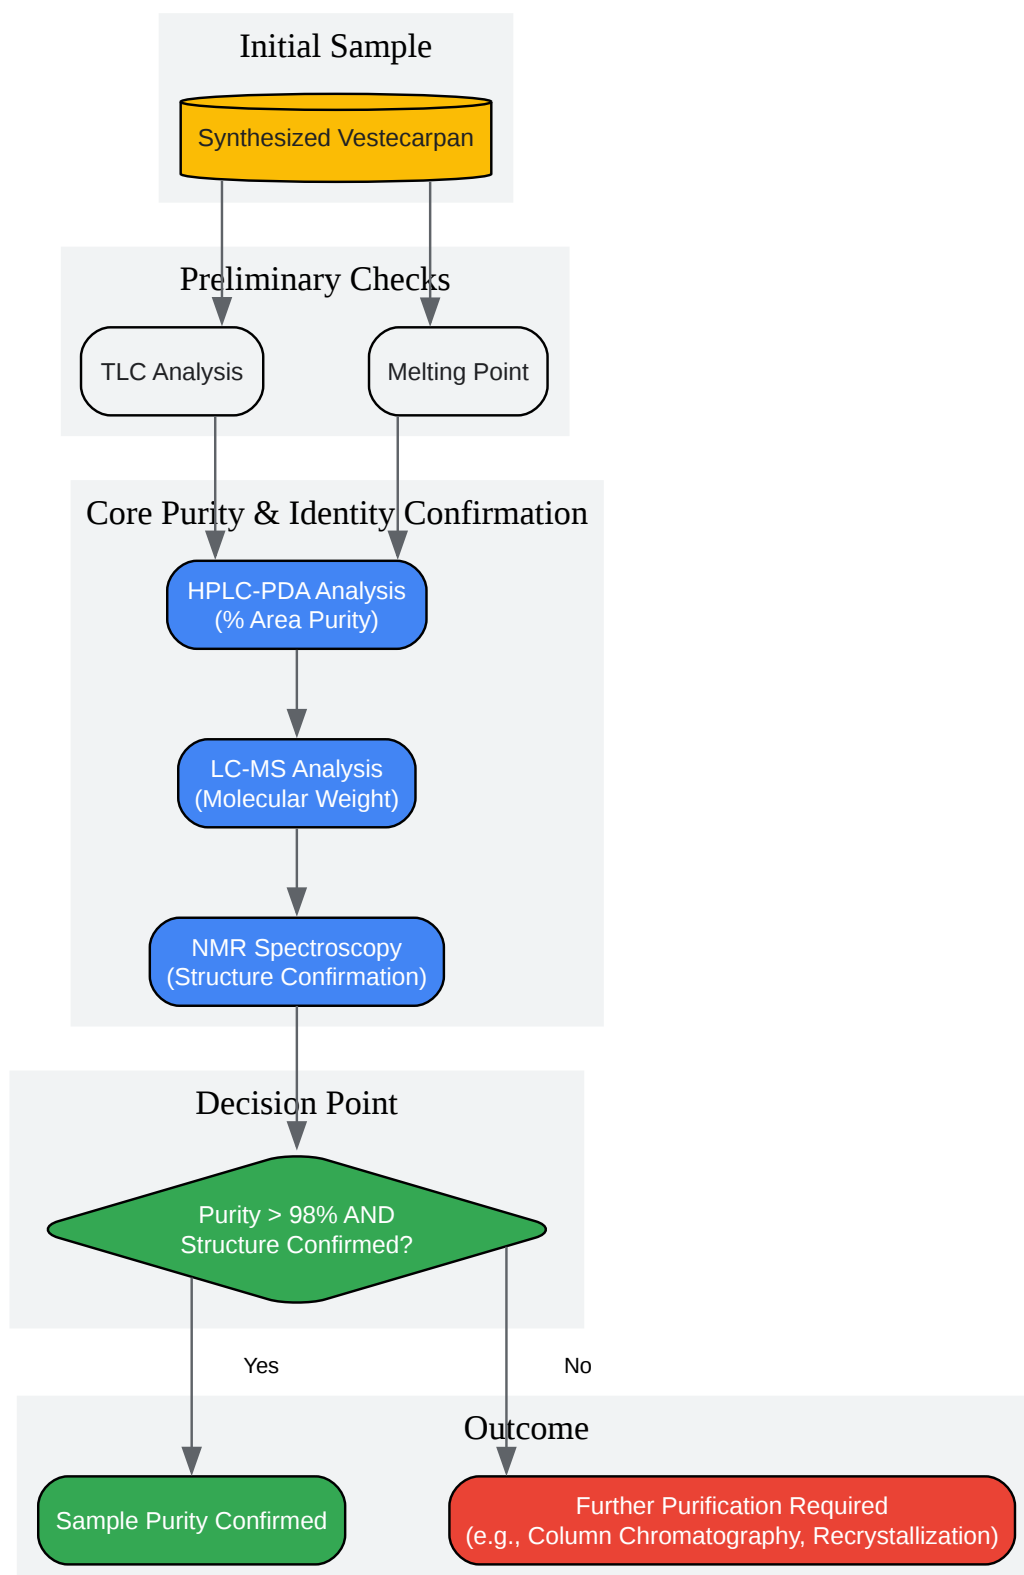 Initial Sample
Synthesized Vestecarpan
Preliminary Checks
TLC Analysis
Melting Point
Core Purity & Identity Confirmation
HPLC-PDA Analysis
(% Area Purity)
LC-MS Analysis
(Molecular Weight)
NMR Spectroscopy
(Structure Confirmation)
Decision Point
Purity > 98% AND
Structure Confirmed?
Yes
No
Outcome
Sample Purity Confirmed
Further Purification Required
(e.g., Column Chromatography, Recrystallization)